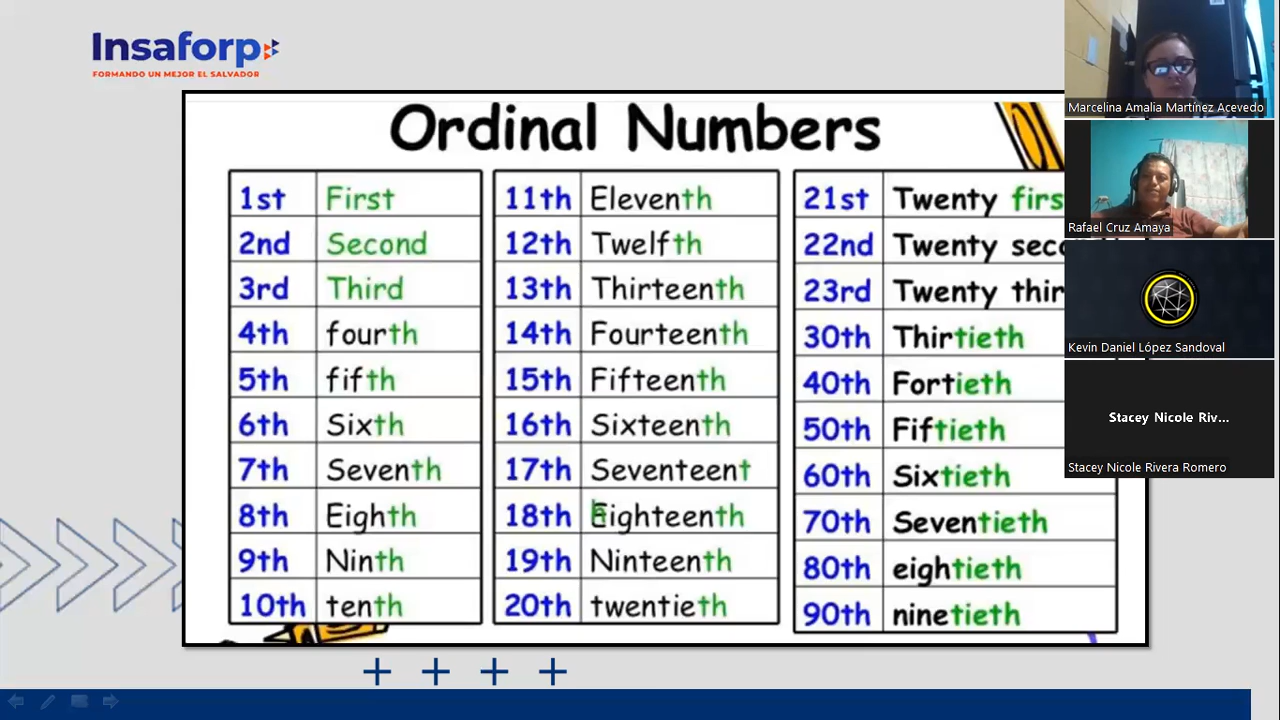 Insaforp
FORMANDO UN MEJOR EL SALVADOR
Ordinal Numbers
1st First
2nd Second
3rd Third
4th fourth
5th fifth
6th Sixth
7th Seventh
8th Eighth
9th Ninth
10th tenth
11th Eleventh
12th Twelfth
13th Thirteenth
14th Fourteenth
15th Fifteenth
16th Sixteenth
17th Seventeent
h
18th Eighteenth
19th Ninteenth
20th twentieth
21st Twenty firs
22nd Twenty seco
23rd Twenty thir
30th Thirtieth
40th Fortieth
50th Fiftieth
60th Sixtieth
70th Seventieth
80th eightieth
90th ninetieth
Marcelina Amalia Martínez Acevedo
Rafael Cruz Amaya
Kevin Daniel López Sandoval
Stacey Nicole Riv...
Stacey Nicole Rivera Romero